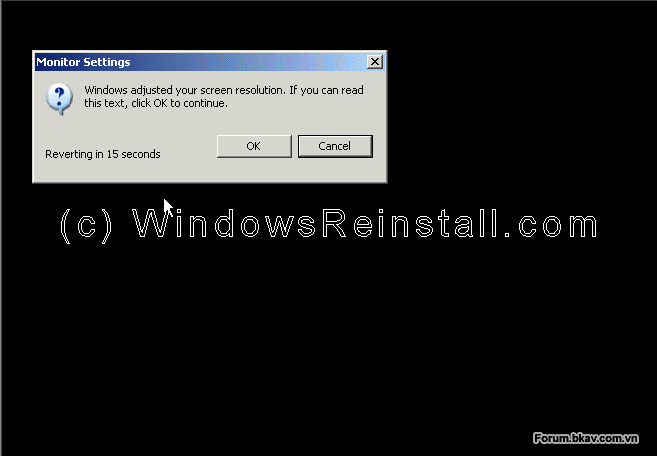 Monitor Settings
Windows adjusted your screen resolution. If you can read
this text, click OK to continue.
OK
Cancel
Reverting in 15 seconds
(c) WindowsReinstall.com
Forum.bkav.com.vn